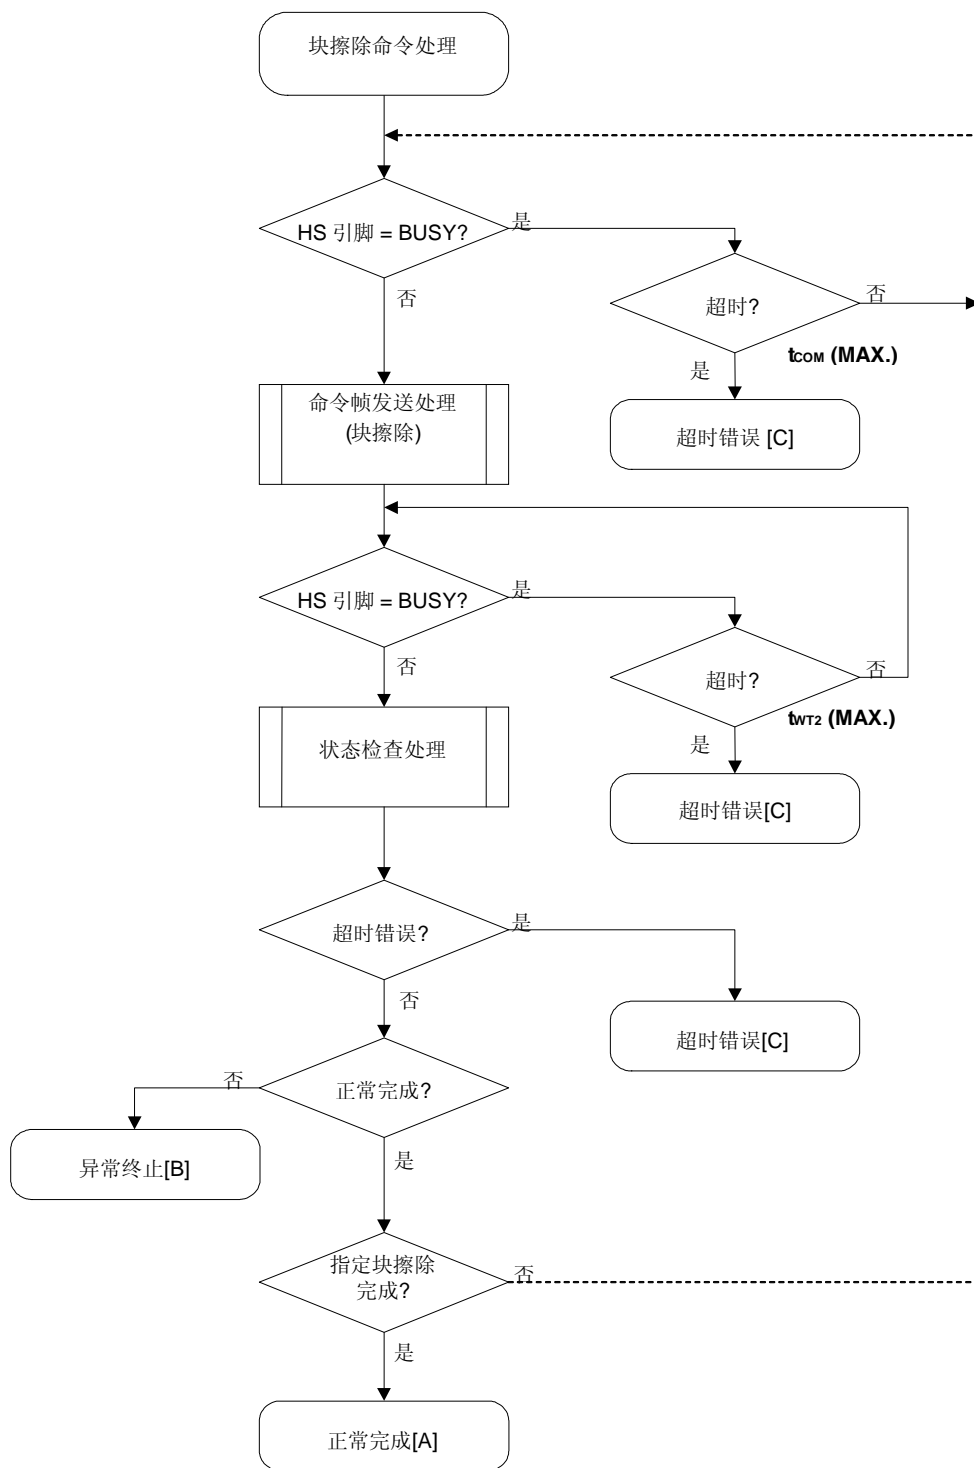 块擦除命令处理
HS 引脚 = BUSY?
是
否
超时?
否
tCOM (MAX.)
是
超时错误 [C]
命令帧发送处理
(块擦除)
HS 引脚 = BUSY?
是
否
超时?
否
tWT2 (MAX.)
是
超时错误[C]
状态检查处理
超时错误?
是
否
超时错误[C]
正常完成?
否
是
异常终止[B]
指定块擦除
完成?
否
是
正常完成[A]